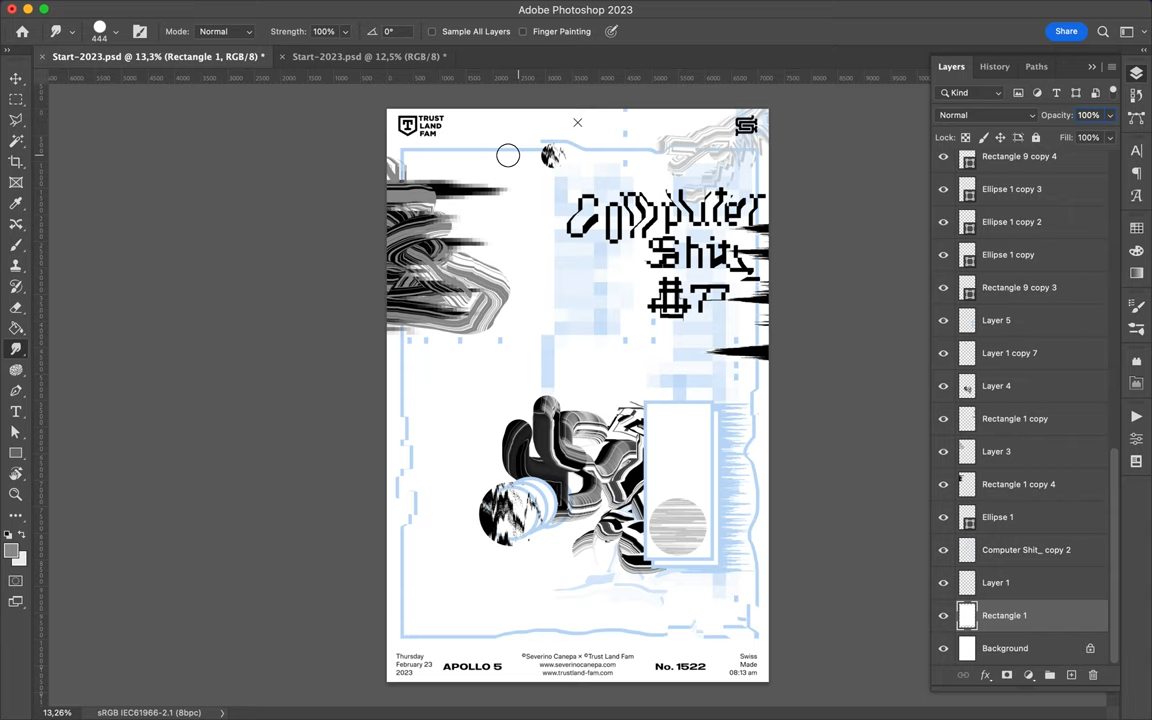 Adobe Photoshop 2023
444
Mode: Normal
Strength: 100%
0°
Sample All Layers
Finger Painting
Share
Start-2023.psd @ 13,3% (Rectangle 1, RGB/8) *
Start-2023.psd @ 12,5% (RGB/8) *
TRUST
LAND
FAM
Computer
Shit_
#7
Thursday
February 23
2023
APOLLO 5
©Severino Canepa × ©Trust Land Fam
www.severinocanepa.com
www.trustland-fam.com
No. 1522
Swiss
Made
08:13 am
Layers
History
Paths
Kind
Normal
Opacity: 100%
Lock:
Fill: 100%
Rectangle 9 copy 4
Ellipse 1 copy 3
Ellipse 1 copy 2
Ellipse 1 copy
Rectangle 9 copy 3
Layer 5
Layer 1 copy 7
Layer 4
Rectangle 1 copy
Layer 3
Rectangle 1 copy 4
Ellipse 1
Computer Shit_ copy 2
Layer 1
Rectangle 1
Background
13,26%
sRGB IEC61966-2.1 (8bpc)